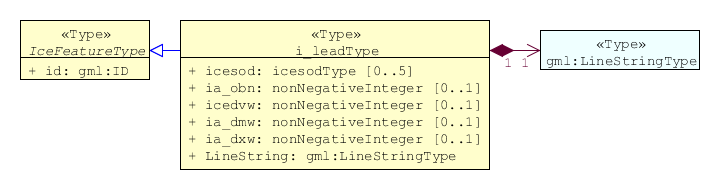 «Type»
IceFeatureType
+ id: gml:ID
«Type»
i_leadType
+ icesod: icesodType [0..5]
+ ia_obn: nonNegativeInteger [0..1]
+ icedvw: nonNegativeInteger [0..1]
+ ia_dmw: nonNegativeInteger [0..1]
+ ia_dxw: nonNegativeInteger [0..1]
+ LineString: gml:LineStringType
1 1
«Type»
gml:LineStringType